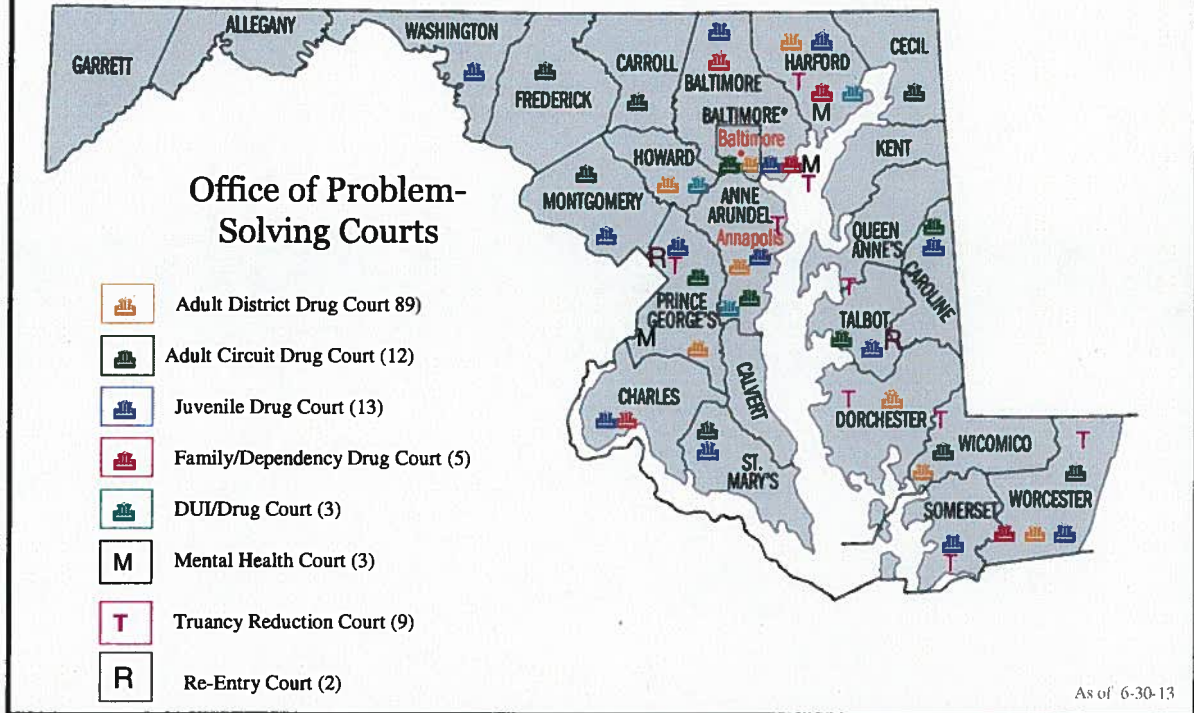 GARRETT
ALLEGANY
WASHINGTON
FREDERICK
CARROLL
BALTIMORE
HARFORD
T
M
CECIL
BALTIMORE*
Baltimore
M
T
KENT
HOWARD
MONTGOMERY
ANNE
ARUNDEL
T
Annapolis
QUEEN
ANNE'S
CAROLINE
R
T
PRINCE
GEORGE'S
M
T
TALBOT
R
CALVERT
CHARLES
ST.
MARY'S
T
DORCHESTER
T
WICOMICO
T
SOMERSET
T
WORCESTER
Office of Problem-
Solving Courts
Adult District Drug Court 89)
Adult Circuit Drug Court (12)
Juvenile Drug Court (13)
Family/Dependency Drug Court (5)
DUI/Drug Court (3)
M Mental Health Court (3)
T Truancy Reduction Court (9)
R Re-Entry Court (2)
As of 6-30-13